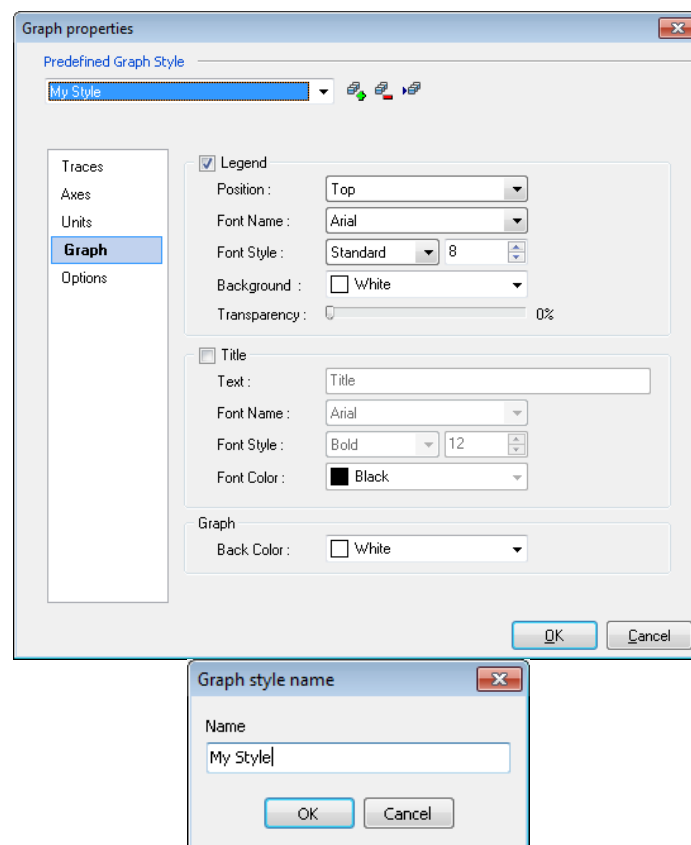 Graph properties
Predefined Graph Style
My Style
Traces
Axes
Units
Graph
Options
Legend
Position : Top
Font Name : Arial
Font Style : Standard 8
Background : White
Transparency : 0%
Title
Text : Title
Font Name : Arial
Font Style : Bold 12
Font Color : Black
Graph
Back Color : White
OK Cancel
Graph style name
Name
My Style
OK Cancel